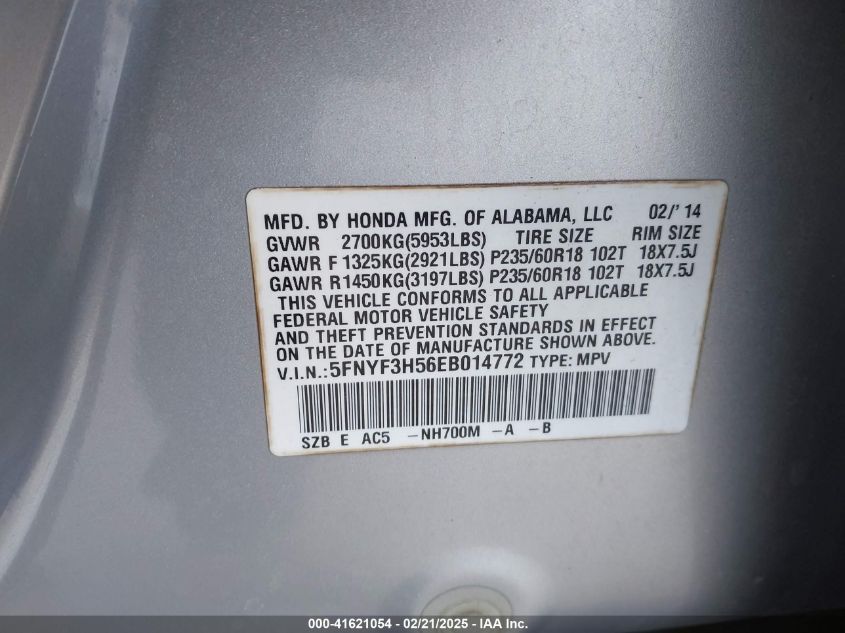 MFD. BY HONDA MFG. OF ALABAMA, LLC 02/' 14
GVWR 2700KG(5953LBS) TIRE SIZE RIM SIZE
GAWR F 1325KG(2921LBS) P235/60R18 102T 18X7.5J
GAWR R1450KG(3197LBS) P235/60R18 102T 18X7.5J
THIS VEHICLE CONFORMS TO ALL APPLICABLE
FEDERAL MOTOR VEHICLE SAFETY
AND THEFT PREVENTION STANDARDS IN EFFECT
ON THE DATE OF MANUFACTURE SHOWN ABOVE.
V.I.N.:5FNYF3H56EB014772 TYPE: MPV
SZB E AC5 -NH700M -A -B
000-41621054 - 02/21/2025 - IAA Inc.